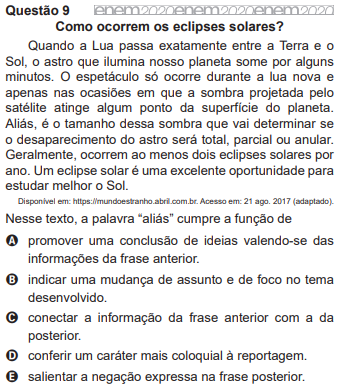 Questão 9 enem2020enem2020enem2020
Como ocorrem os eclipses solares?
Quando a Lua passa exatamente entre a Terra e o
Sol, o astro que ilumina nosso planeta some por alguns
minutos. O espetáculo só ocorre durante a lua nova e
apenas nas ocasiões em que a sombra projetada pelo
satélite atinge algum ponto da superfície do planeta.
Aliás, é o tamanho dessa sombra que vai determinar se
o desaparecimento do astro será total, parcial ou anular.
Geralmente, ocorrem ao menos dois eclipses solares por
ano. Um eclipse solar é uma excelente oportunidade para
estudar melhor o Sol.
Disponível em: https://mundoestranho.abril.com.br. Acesso em: 21 ago. 2017 (adaptado).
Nesse texto, a palavra “aliás” cumpre a função de
A promover uma conclusão de ideias valendo-se das
informações da frase anterior.
B indicar uma mudança de assunto e de foco no tema
desenvolvido.
C conectar a informação da frase anterior com a da
posterior.
D conferir um caráter mais coloquial à reportagem.
E salientar a negação expressa na frase posterior.